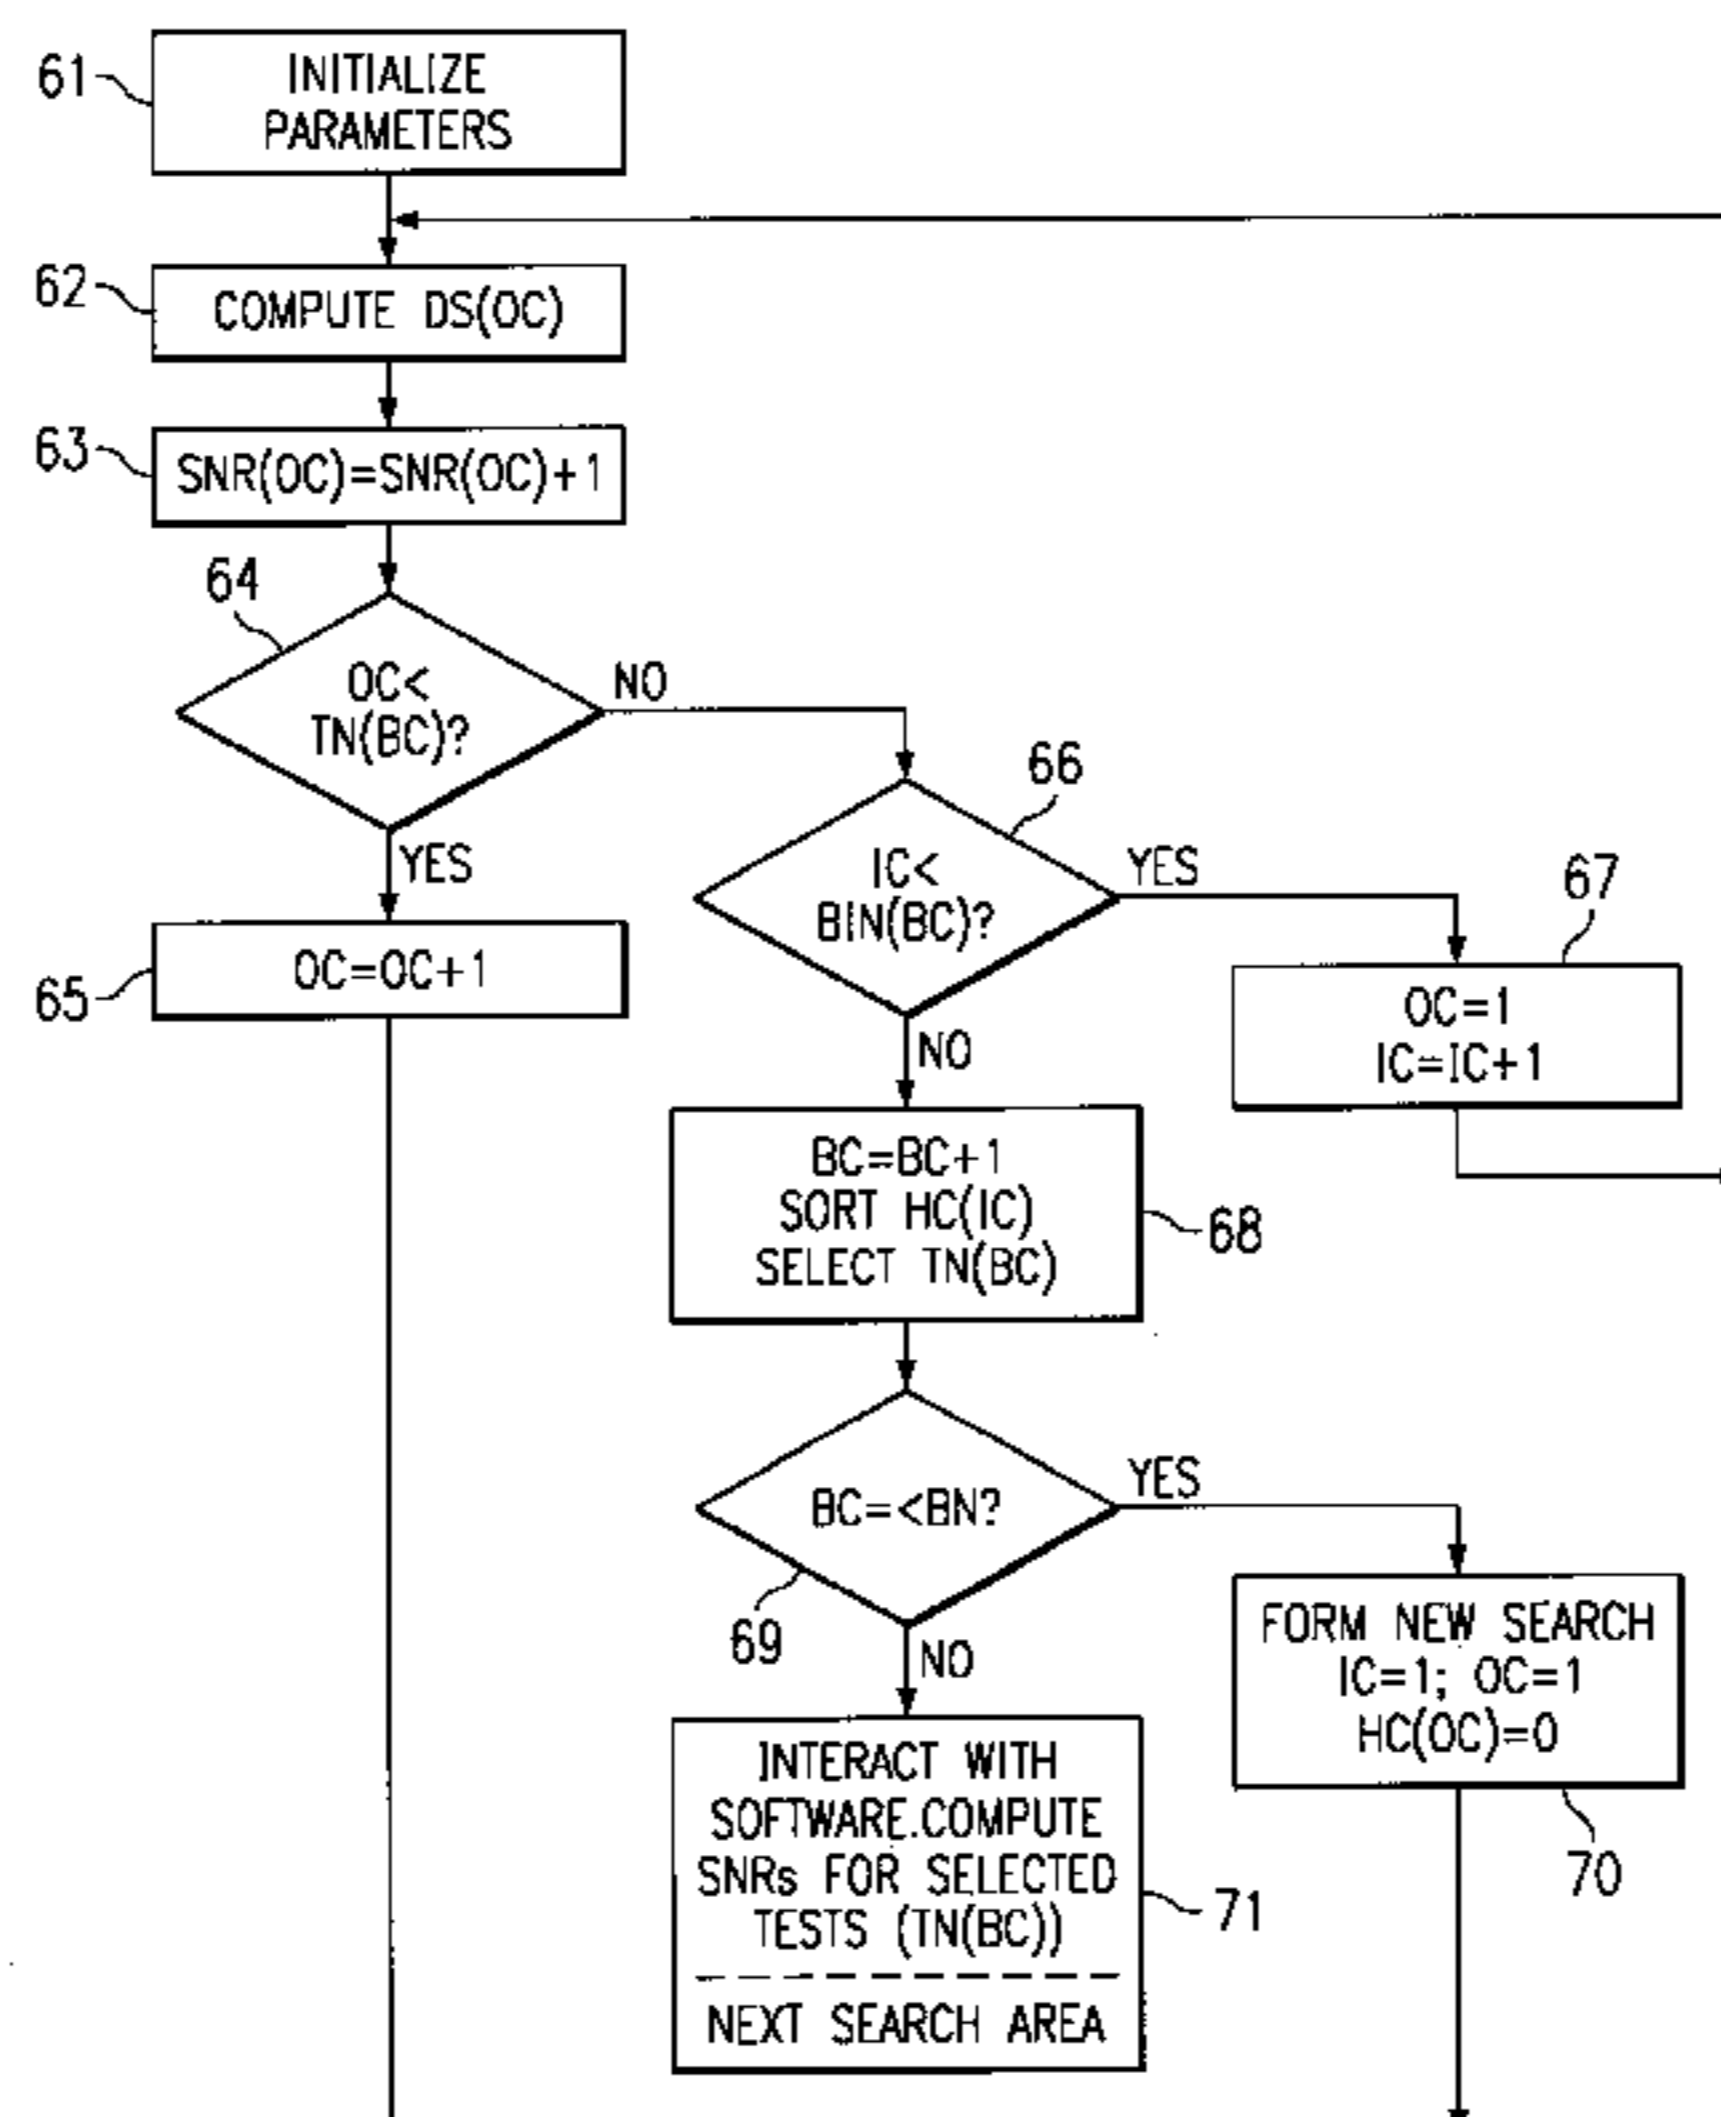 61
INITIALIZE
PARAMETERS
62
COMPUTE DS(OC)
63
SNR(OC)=SNR(OC)+1
64
OC<
TN(BC)?
NO
YES
65
OC=OC+1
66
IC<
BIN(BC)?
YES
NO
67
OC=1
IC=IC+1
BC=BC+1
SORT HC(IC)
SELECT TN(BC)
68
BC=<BN?
YES
69
NO
FORM NEW SEARCH
IC=1; OC=1
HC(OC)=0
70
INTERACT WITH
SOFTWARE.COMPUTE
SNRs FOR SELECTED
TESTS (TN(BC))
71
NEXT SEARCH AREA